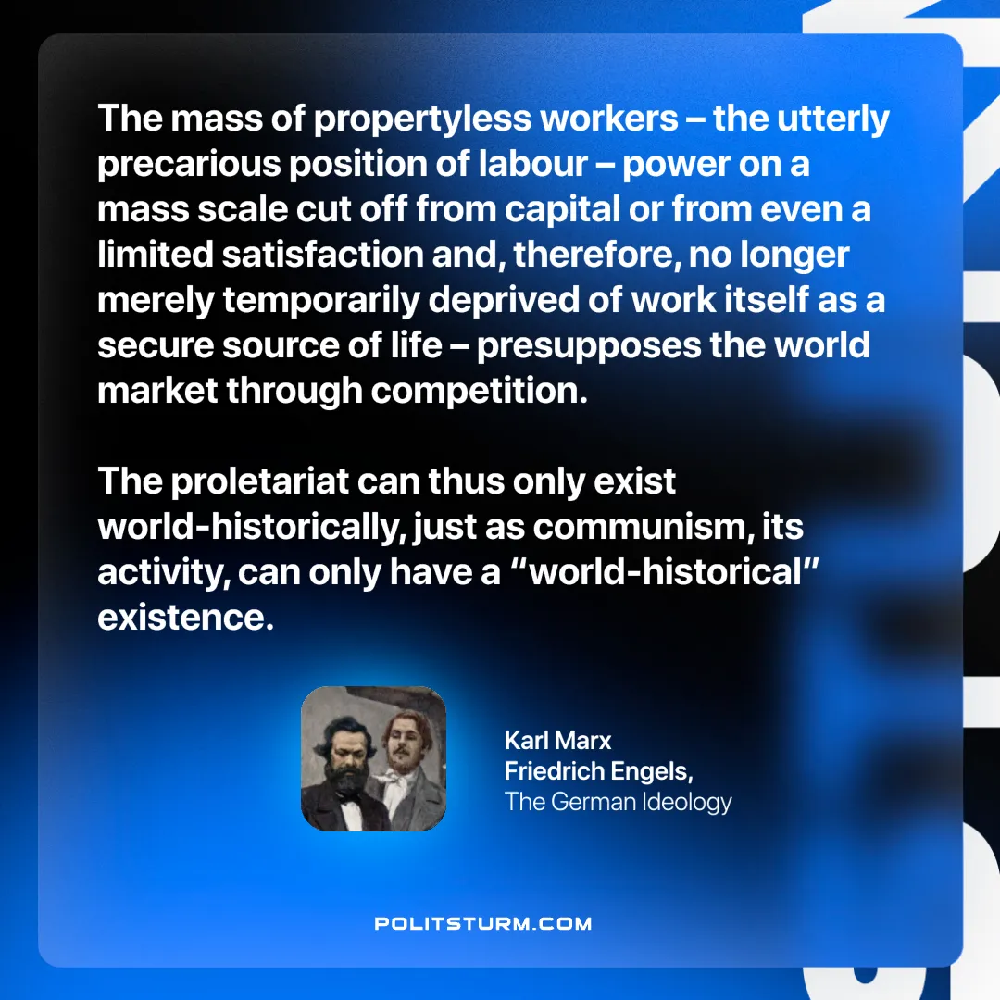 The mass of propertyless workers – the utterly
precarious position of labour – power on a
mass scale cut off from capital or from even a
limited satisfaction and, therefore, no longer
merely temporarily deprived of work itself as a
secure source of life – presupposes the world
market through competition.
The proletariat can thus only exist
world-historically, just as communism, its
activity, can only have a “world-historical”
existence.
Karl Marx
Friedrich Engels,
The German Ideology
POLITSTURM.COM